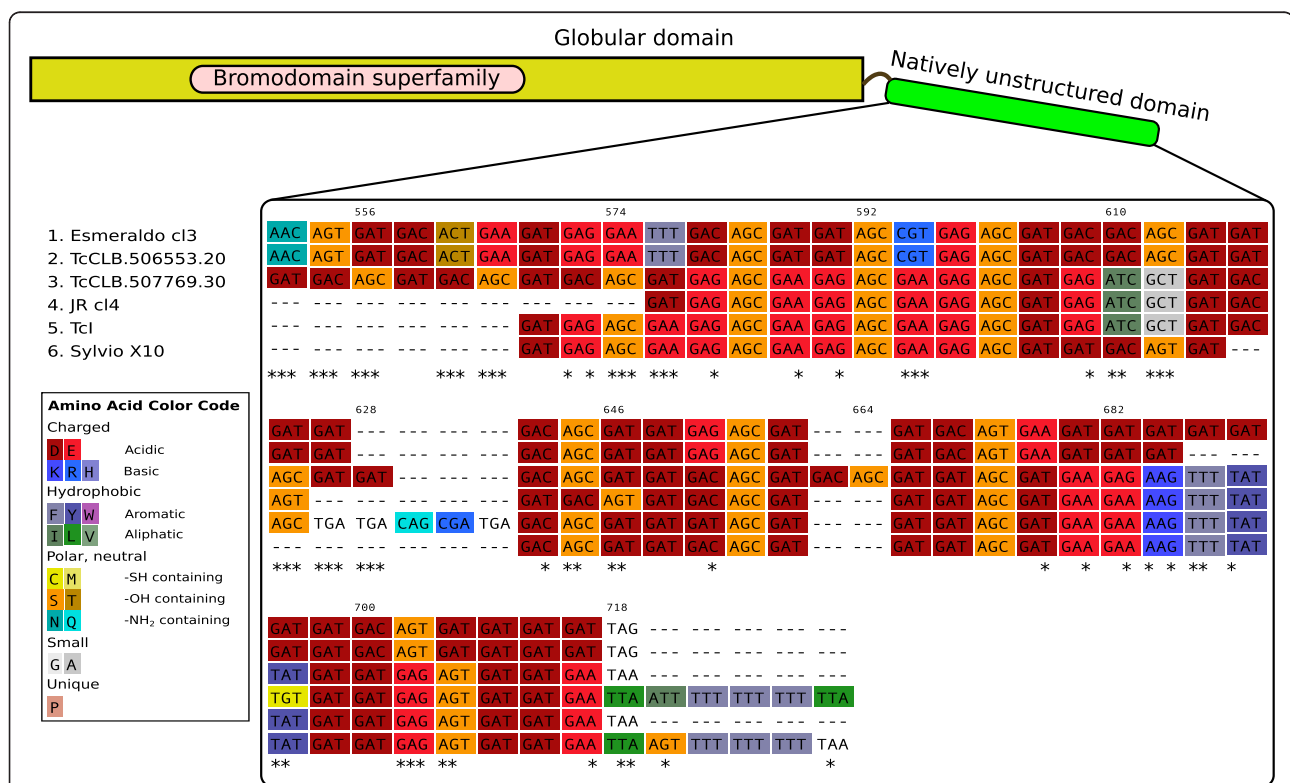 Globular domain
Bromodomain superfamily
Natively unstructured domain
556 574 592 610
1. Esmeraldo cl3 AAC AGT GAT GAC ACT GAA GAT GAG GAA TTT GAC AGC GAT GAT AGC CGT GAG AGC GAT GAC GAC AGC GAT GAT
2. TcCLB.506553.20 AAC AGT GAT GAC ACT GAA GAT GAG GAA TTT GAC AGC GAT GAT AGC CGT GAG AGC GAT GAC GAC AGC GAT GAT
3. TcCLB.507769.30 GAT GAC AGC GAT GAC AGC GAT GAC AGC GAT GAG AGC GAA GAG AGC GAA GAG AGC GAT GAG ATC GCT GAT GAC
4. JR cl4 --- --- --- --- --- --- --- --- --- GAT GAG AGC GAA GAG AGC GAA GAG AGC GAT GAG ATC GCT GAT GAC
5. TcI --- --- --- --- --- --- GAT GAG AGC GAA GAG AGC GAA GAG AGC GAA GAG AGC GAT GAG ATC GCT GAT GAC
6. Sylvio X10 --- --- --- --- --- --- GAT GAG AGC GAA GAG AGC GAA GAG AGC GAA GAG AGC GAT GAT GAC AGT GAT ---
*** *** *** *** *** * * *** *** * * * *** * ** ***
628 646 664 682
GAT GAT --- --- --- --- GAC AGC GAT GAT GAG AGC GAT --- --- GAT GAC AGT GAA GAT GAT GAT GAT GAT
GAT GAT --- --- --- --- GAC AGC GAT GAT GAG AGC GAT --- --- GAT GAC AGT GAA GAT GAT GAT --- ---
AGC GAT GAT --- --- --- GAC AGC GAT GAT GAC AGC GAT GAC AGC GAT GAT AGC GAT GAA GAG AAG TTT TAT
AGT --- --- --- --- --- GAT GAC AGT GAT GAC AGC GAT --- --- GAT GAT AGC GAT GAA GAA AAG TTT TAT
AGC TGA TGA CAG CGA TGA GAC AGC GAT GAT GAT AGC GAT --- --- GAT GAT AGC GAT GAA GAA AAG TTT TAT
--- --- --- --- --- --- GAC AGC GAT GAT GAC AGC GAT --- --- GAT GAT AGC GAT GAA GAA AAG TTT TAT
*** *** *** * ** ** * * * * * * ** *
700 718
GAT GAT GAC AGT GAT GAT GAT GAT TAG --- --- --- --- ---
GAT GAT GAC AGT GAT GAT GAT GAT TAG --- --- --- --- ---
TAT GAT GAT GAG AGT GAT GAT GAA TAA --- --- --- --- ---
TGT GAT GAT GAG AGT GAT GAT GAA TTA ATT TTT TTT TTT TTA
TAT GAT GAT GAG AGT GAT GAT GAA TAA --- --- --- --- ---
TAT GAT GAT GAG AGT GAT GAT GAA TTA AGT TTT TTT TTT TAA
** *** ** * ** * *
Amino Acid Color Code
Charged
D E Acidic
K R H Basic
Hydrophobic
F Y W Aromatic
I L V Aliphatic
Polar, neutral
C M -SH containing
S T -OH containing
N Q -NH₂ containing
Small
G A
Unique
P